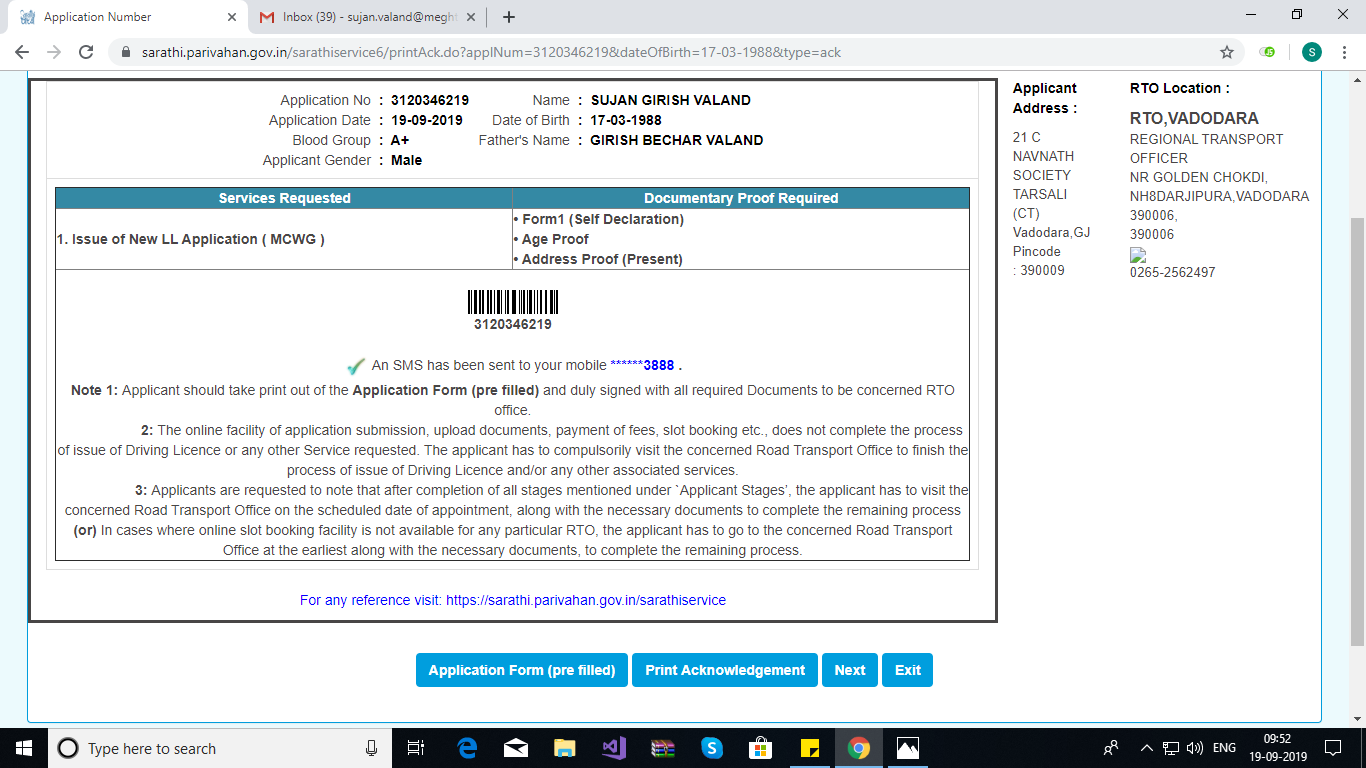 Application Number
Inbox (39) - sujan.valand@meght
sarathi.parivahan.gov.in/sarathiservice6/printAck.do?applNum=3120346219&dateOfBirth=17-03-1988&type=ack
S
Application No : 3120346219 Name : SUJAN GIRISH VALAND
Application Date : 19-09-2019 Date of Birth : 17-03-1988
Blood Group : A+ Father's Name : GIRISH BECHAR VALAND
Applicant Gender : Male
Services Requested Documentary Proof Required
1. Issue of New LL Application ( MCWG )
• Form1 (Self Declaration)
• Age Proof
• Address Proof (Present)
3120346219
An SMS has been sent to your mobile ******3888 .
Note 1: Applicant should take print out of the Application Form (pre filled) and duly signed with all required Documents to be concerned RTO
office.
2: The online facility of application submission, upload documents, payment of fees, slot booking etc., does not complete the process
of issue of Driving Licence or any other Service requested. The applicant has to compulsorily visit the concerned Road Transport Office to finish the
process of issue of Driving Licence and/or any other associated services.
3: Applicants are requested to note that after completion of all stages mentioned under `Applicant Stages', the applicant has to visit the
concerned Road Transport Office on the scheduled date of appointment, along with the necessary documents to complete the remaining process
(or) In cases where online slot booking facility is not available for any particular RTO, the applicant has to go to the concerned Road Transport
Office at the earliest along with the necessary documents, to complete the remaining process.
For any reference visit: https://sarathi.parivahan.gov.in/sarathiservice
Application Form (pre filled) Print Acknowledgement Next Exit
Applicant
Address :
21 C
NAVNATH
SOCIETY
TARSALI
(CT)
Vadodara,GJ
Pincode
: 390009
RTO Location :
RTO,VADODARA
REGIONAL TRANSPORT
OFFICER
NR GOLDEN CHOKDI,
NH8DARJIPURA,VADODARA
390006,
390006
0265-2562497
Type here to search
ENG
09:52
19-09-2019